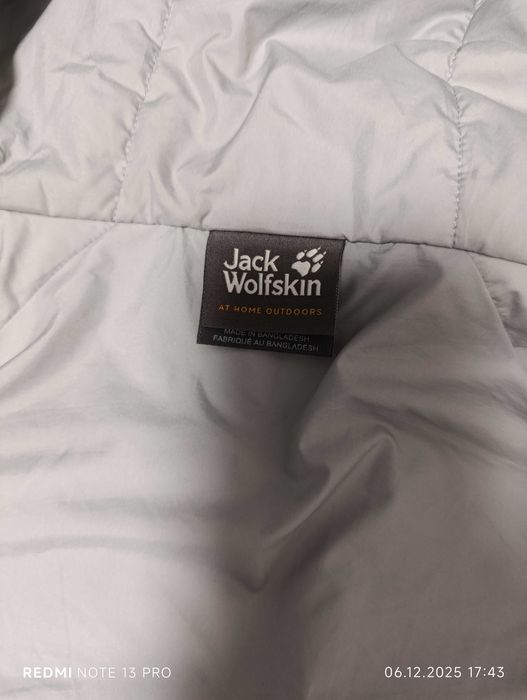 Jack
Wolfskin
AT HOME OUTDOORS
MADE IN BANGLADESH
FABRIQUÉ AU BANGLADESH
REDMI NOTE 13 PRO
06.12.2025 17:43